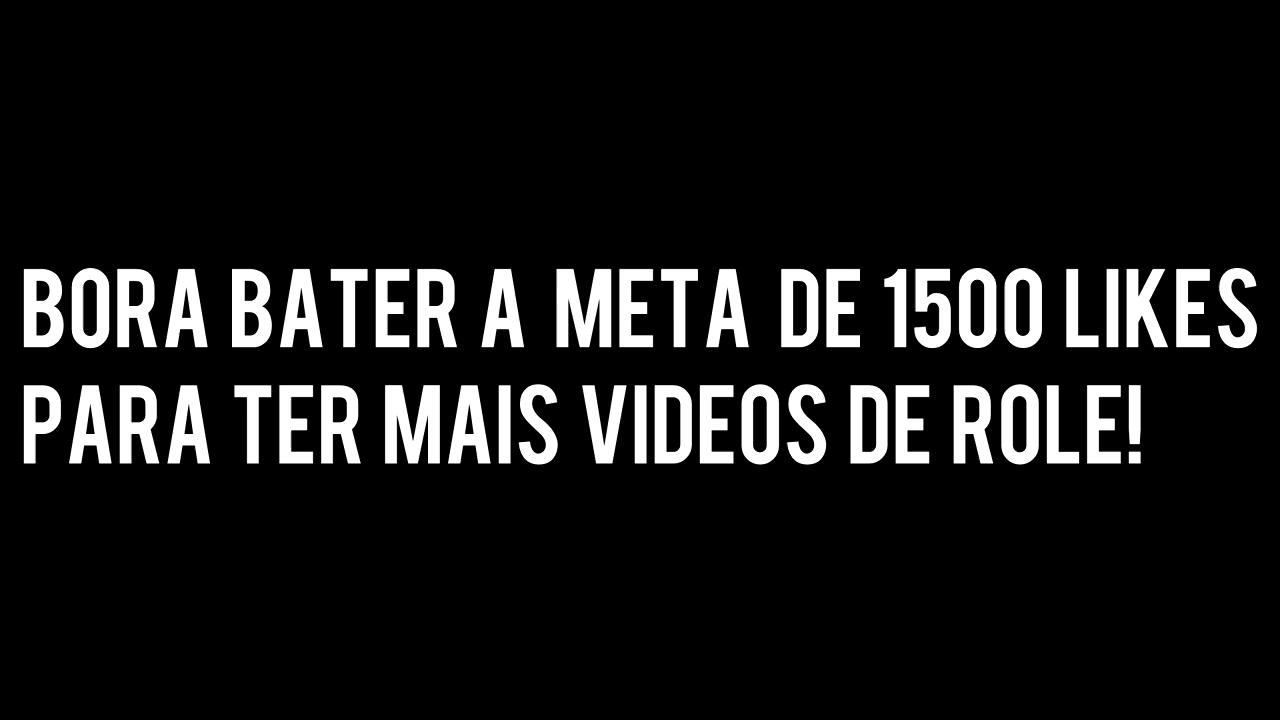 BORA BATER A META DE 1500 LIKES
PARA TER MAIS VIDEOS DE ROLE!